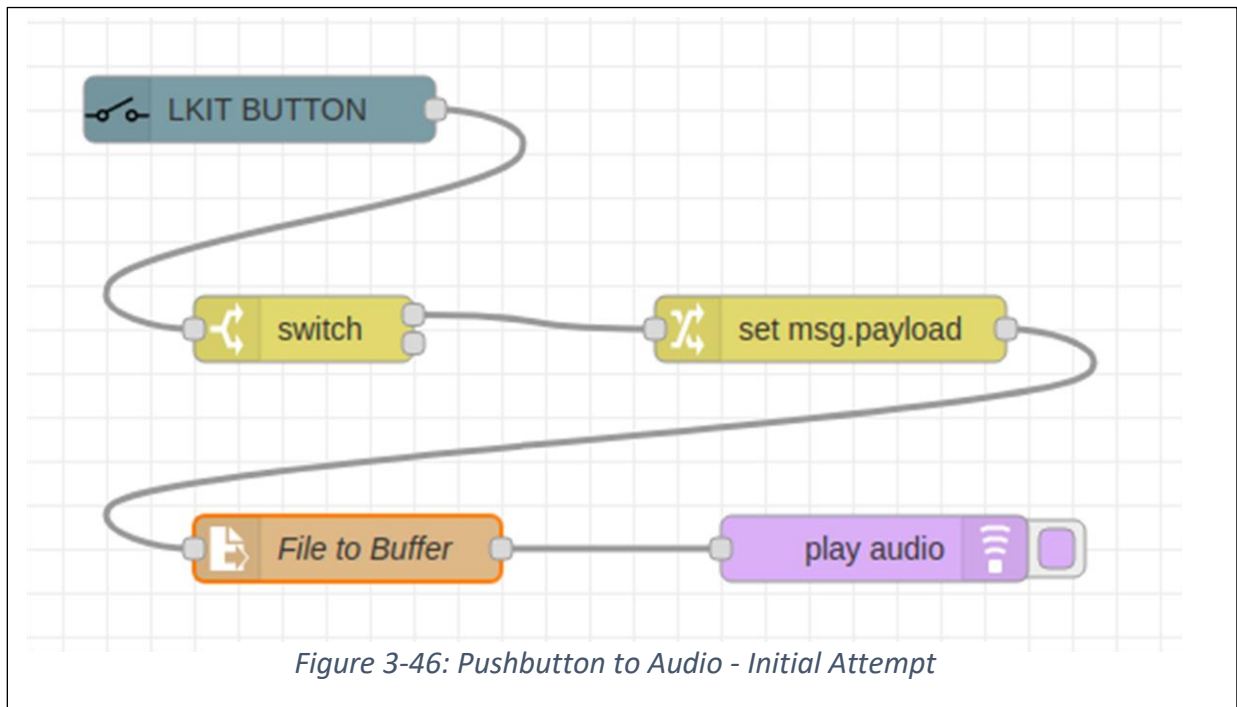 LKIT BUTTON
switch
set msg.payload
File to Buffer
play audio
Figure 3-46: Pushbutton to Audio - Initial Attempt